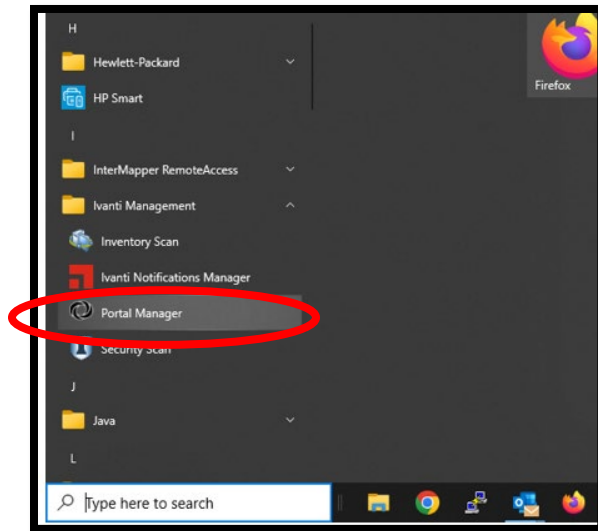 H
Hewlett-Packard
Firefox
HP Smart
I
InterMapper RemoteAccess
Ivanti Management
Inventory Scan
Ivanti Notifications Manager
Portal Manager
Security Scan
J
Java
L
Type here to search